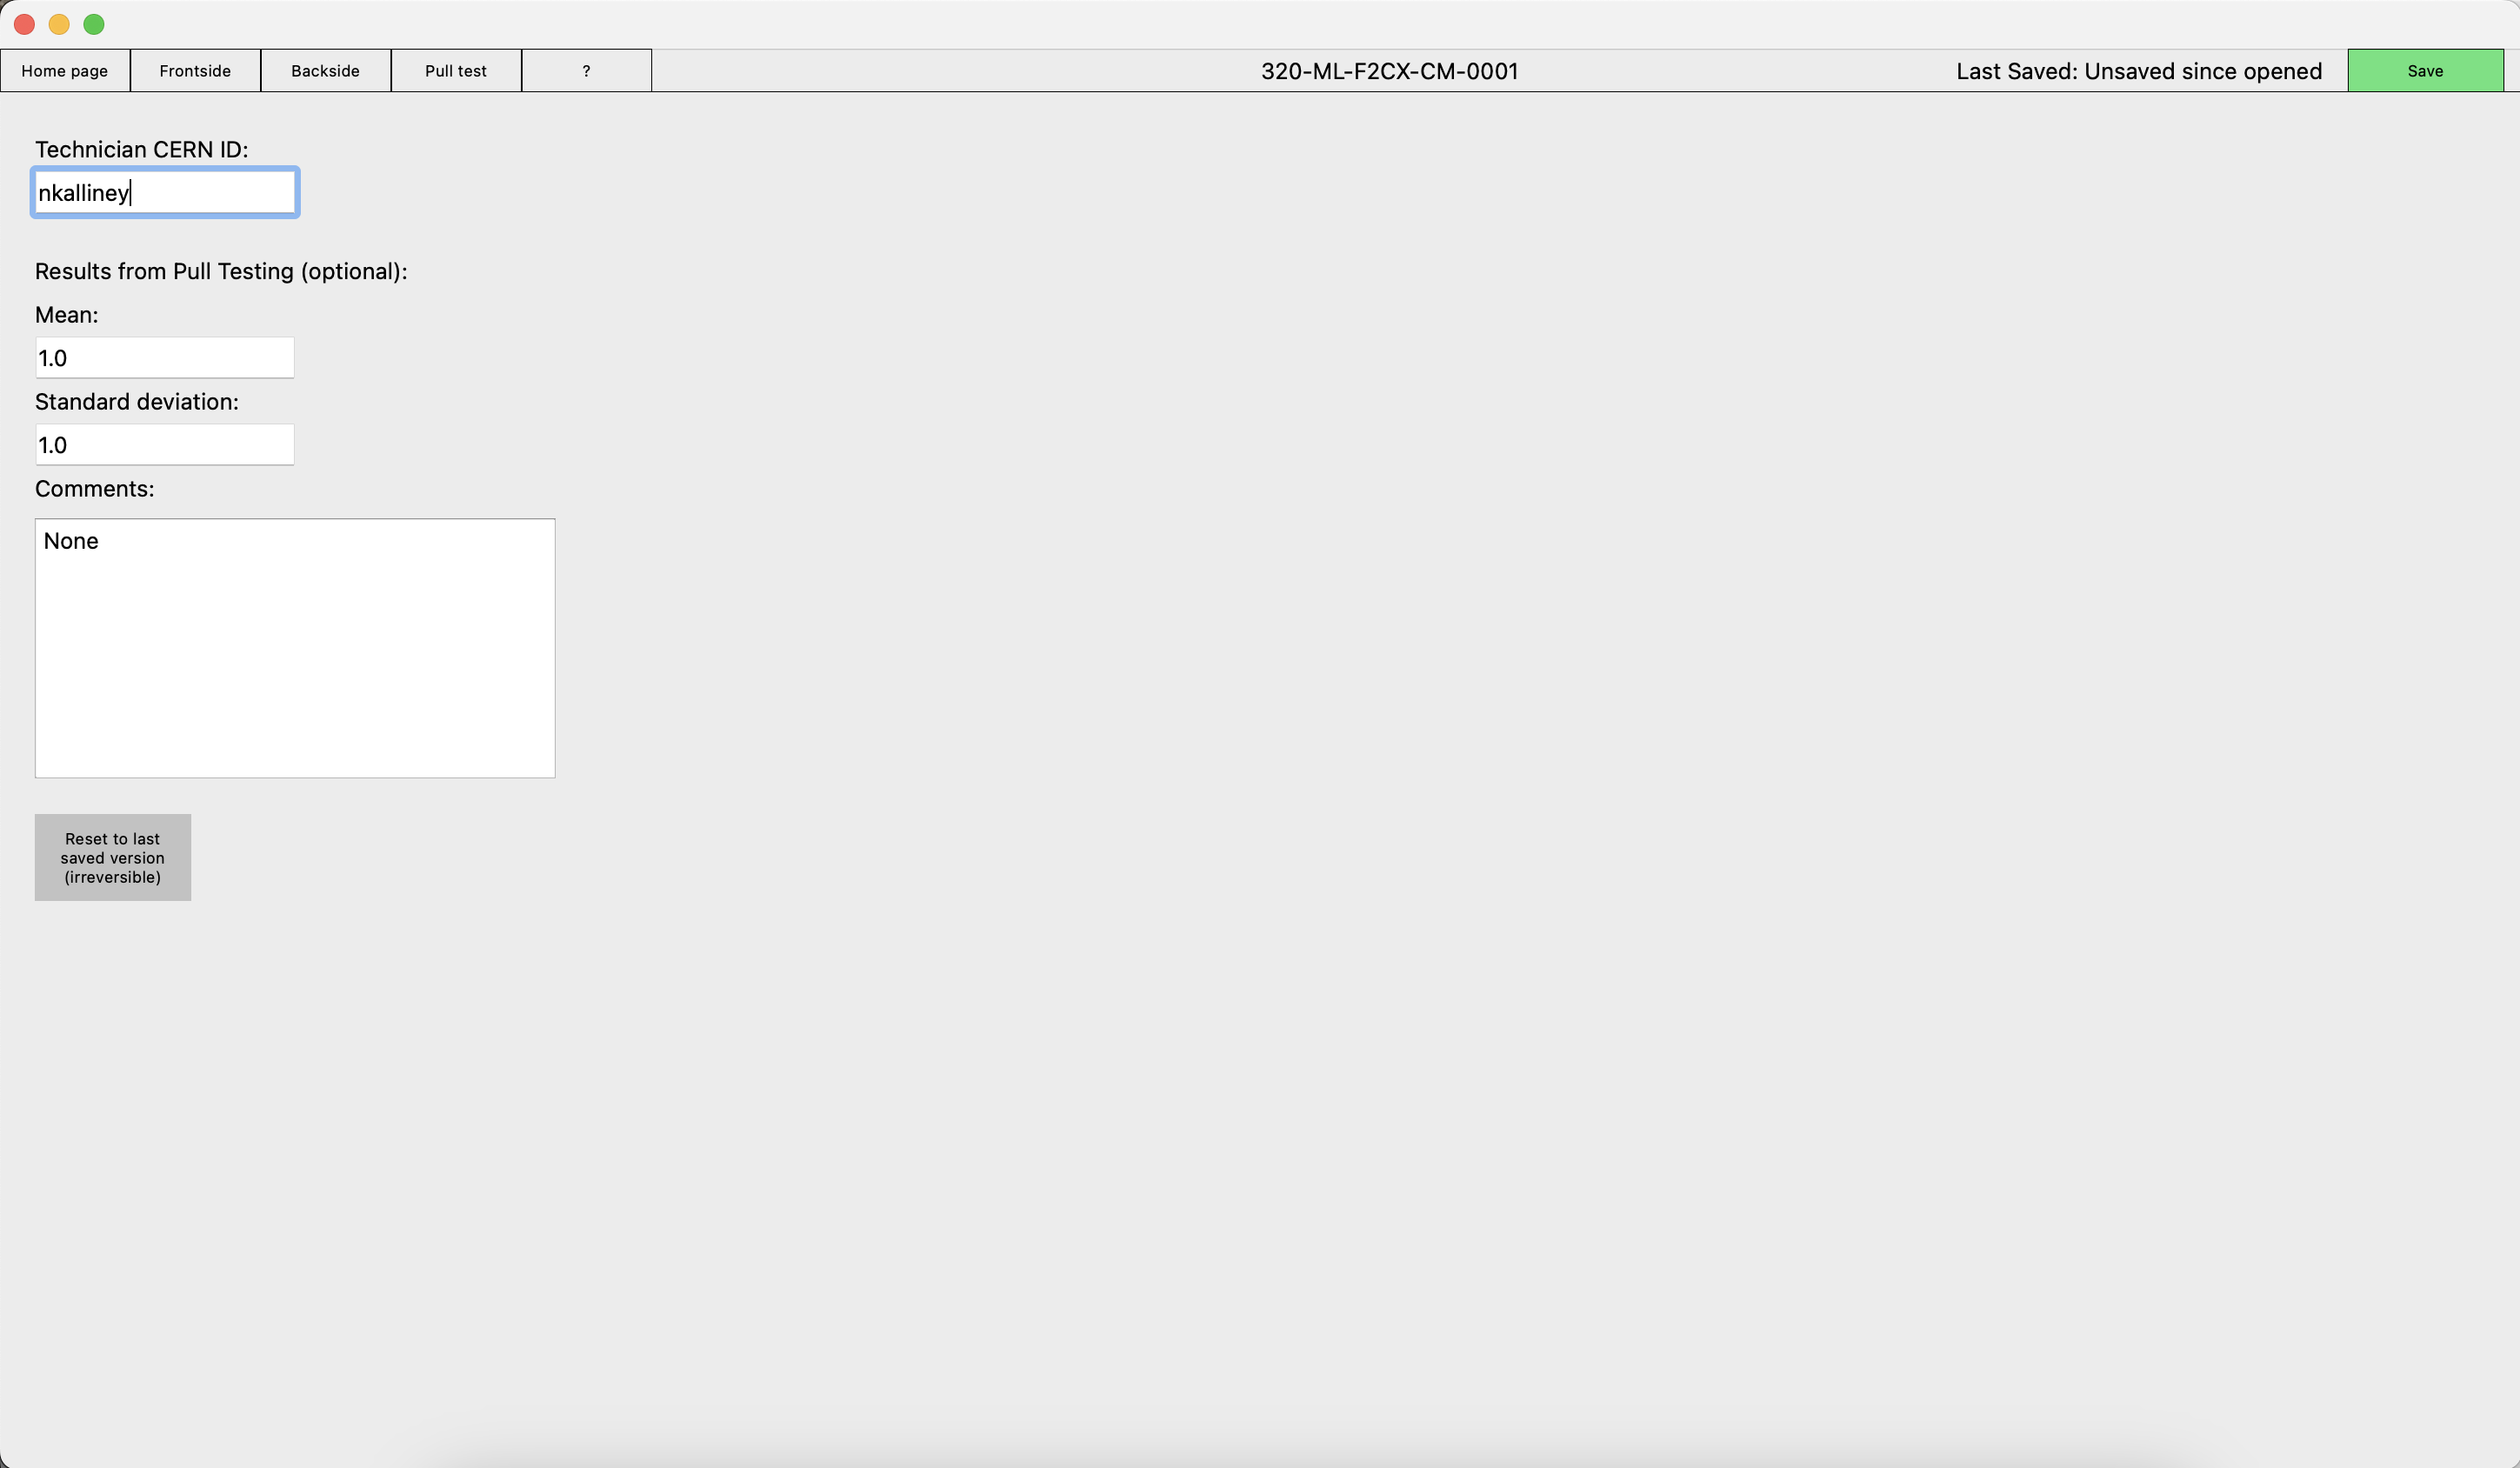 Home page Frontside Backside Pull test ? 320-ML-F2CX-CM-0001 Last Saved: Unsaved since opened Save
Technician CERN ID:
nkalliney
Results from Pull Testing (optional):
Mean:
1.0
Standard deviation:
1.0
Comments:
None
Reset to last
saved version
(irreversible)